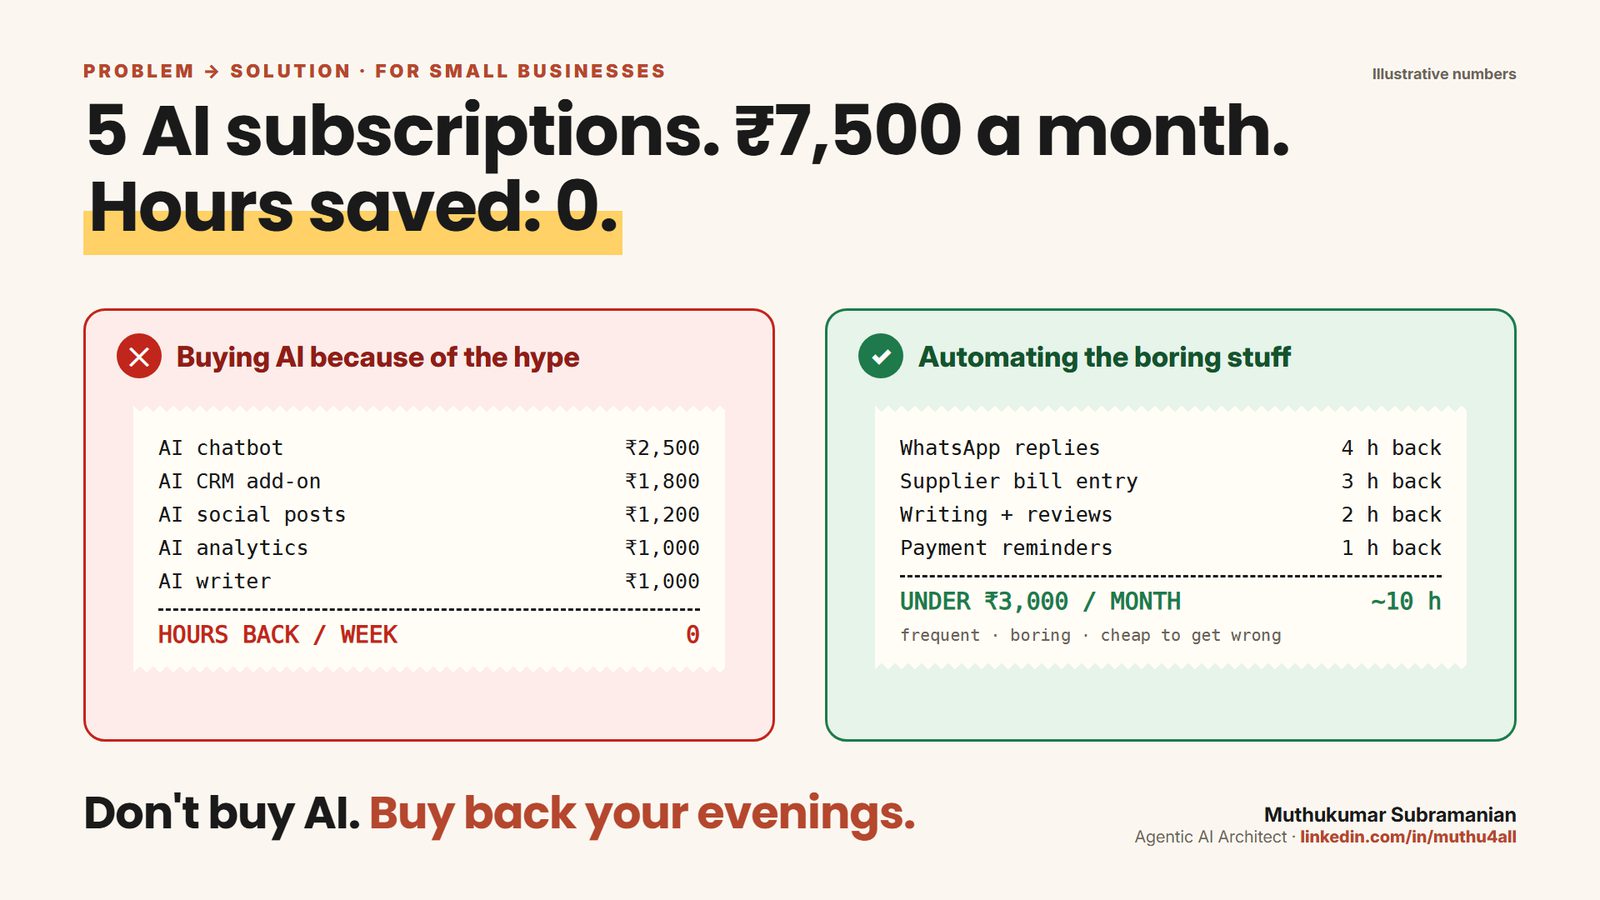 PROBLEM → SOLUTION · FOR SMALL BUSINESSES
Illustrative numbers
5 AI subscriptions. ₹7,500 a month.
Hours saved: 0.
Buying AI because of the hype
AI chatbot ₹2,500
AI CRM add-on ₹1,800
AI social posts ₹1,200
AI analytics ₹1,000
AI writer ₹1,000
HOURS BACK / WEEK 0
Automating the boring stuff
WhatsApp replies 4 h back
Supplier bill entry 3 h back
Writing + reviews 2 h back
Payment reminders 1 h back
UNDER ₹3,000 / MONTH ~10 h
frequent · boring · cheap to get wrong
Don't buy AI. Buy back your evenings.
Muthukumar Subramanian
Agentic AI Architect · linkedin.com/in/muthu4all